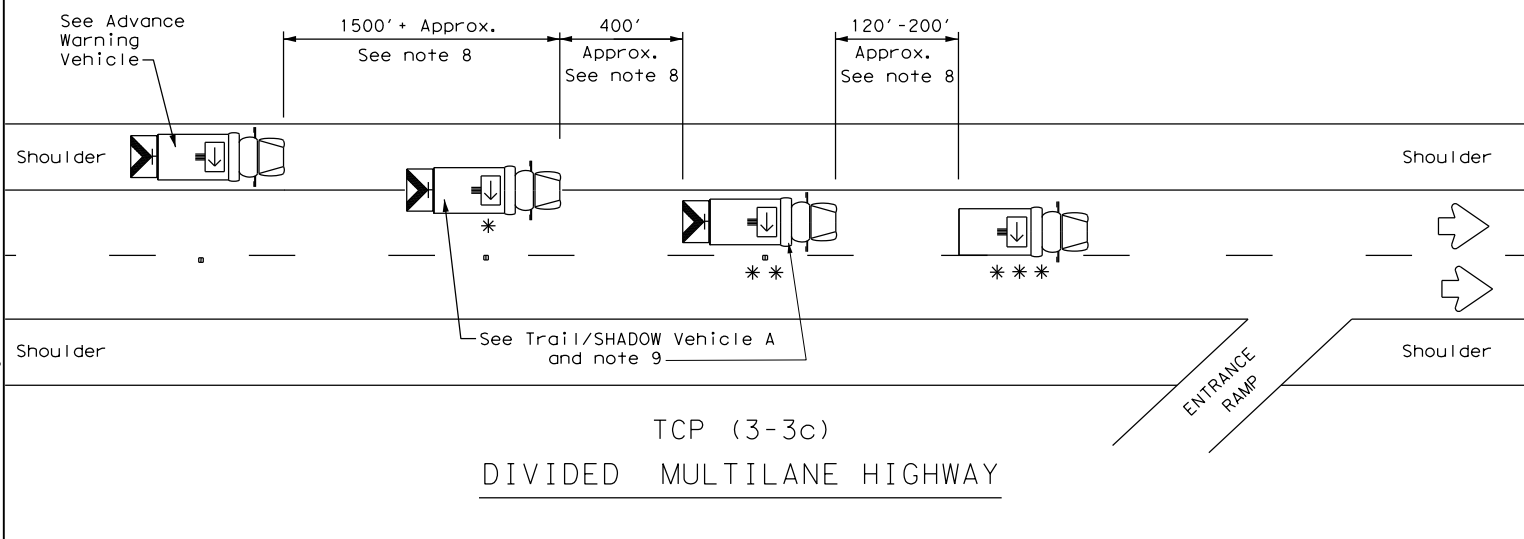 See Advance
Warning
Vehicle
1500'+ Approx.
See note 8
400'
Approx.
See note 8
120'-200'
Approx.
See note 8
Shoulder
Shoulder
*
**
***
See Trail/SHADOW Vehicle A
and note 9
Shoulder
Shoulder
ENTRANCE
RAMP
TCP (3-3c)
DIVIDED MULTILANE HIGHWAY